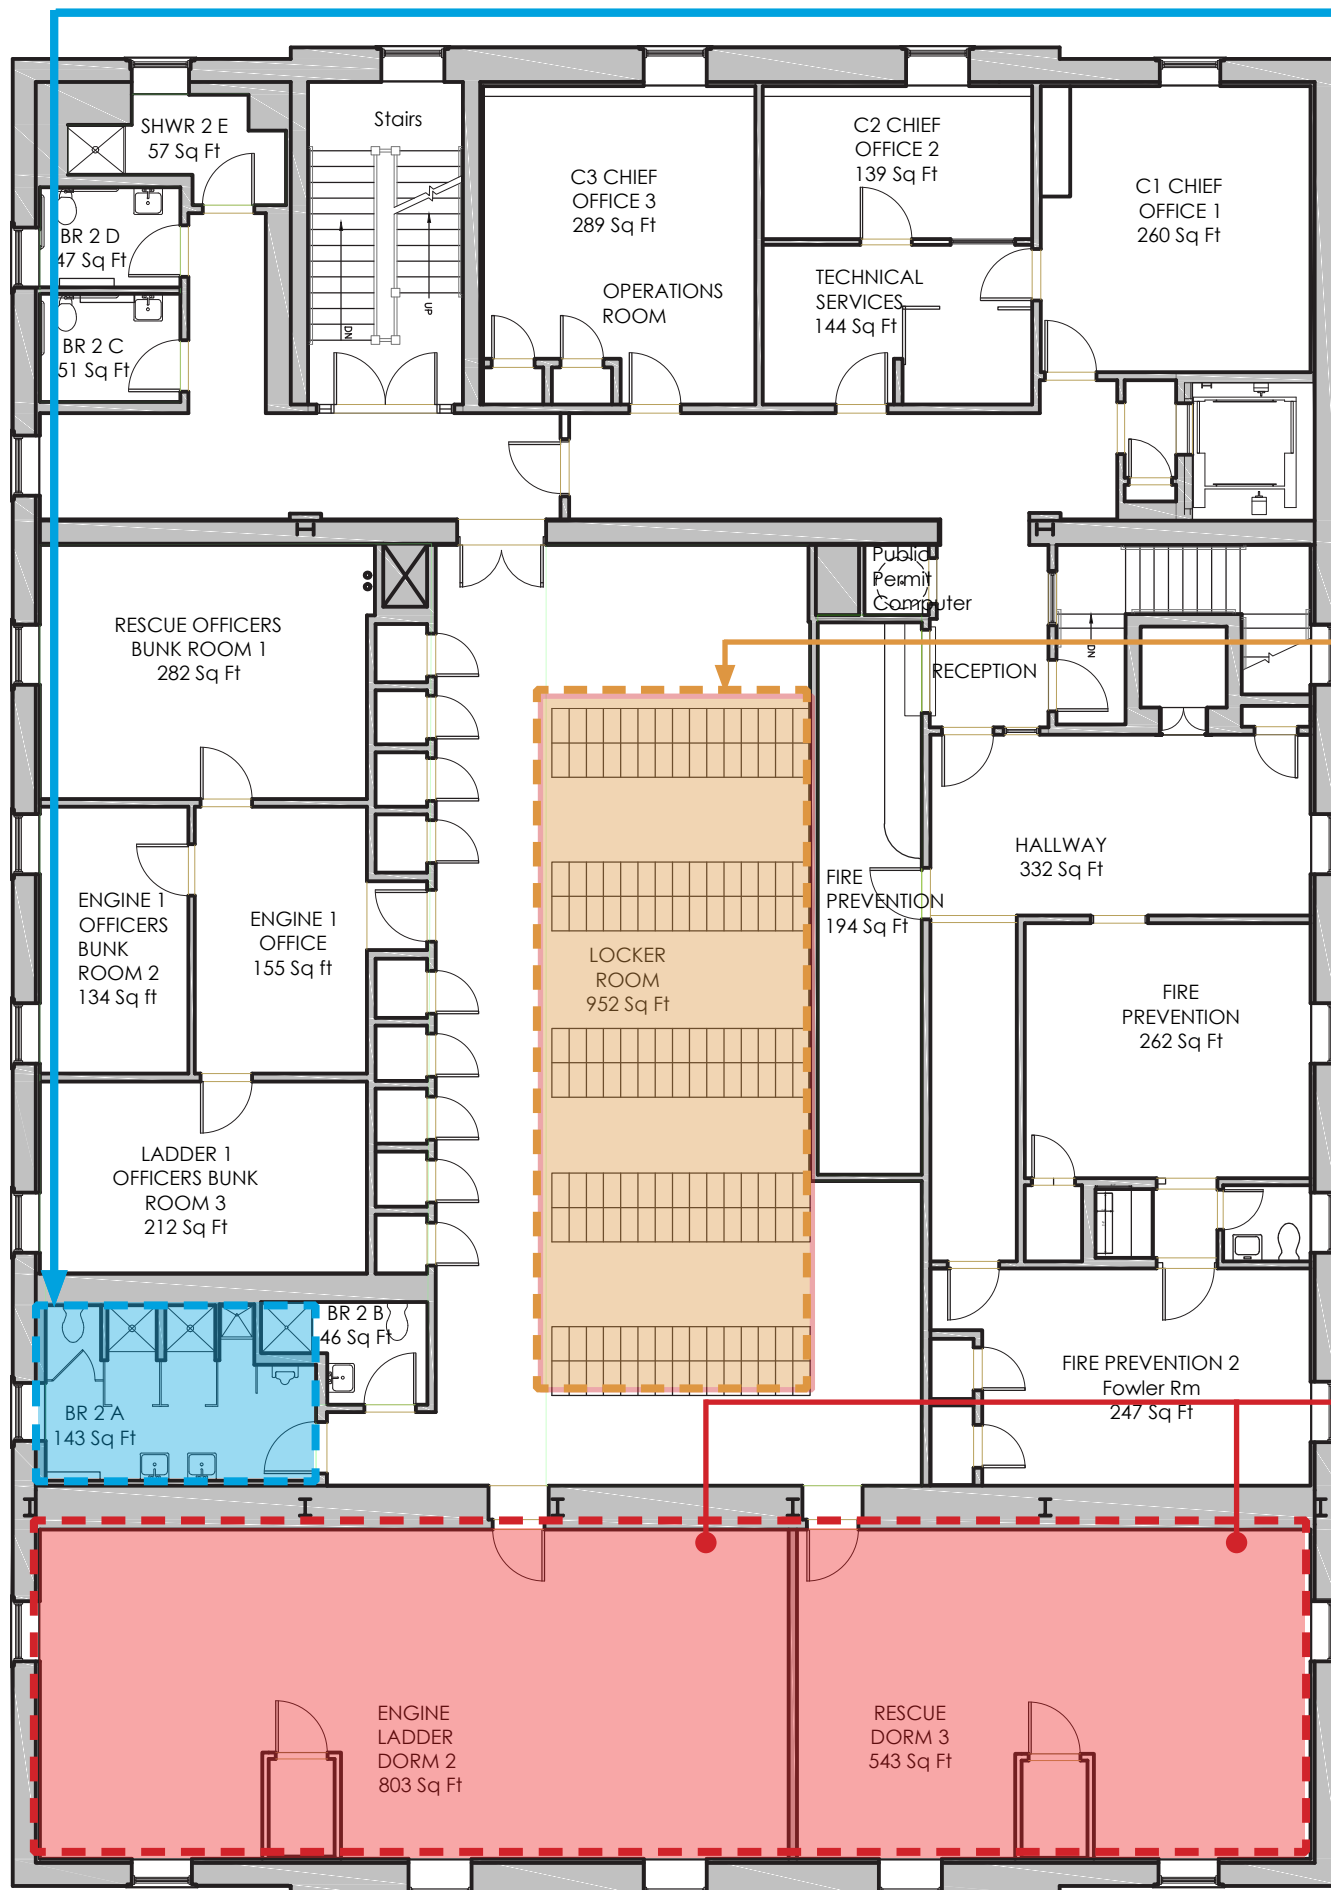 SHWR 2 E
57 Sq Ft
Stairs
DN
UP
BR 2 D
47 Sq Ft
BR 2 C
51 Sq Ft
C3 CHIEF
OFFICE 3
289 Sq Ft
OPERATIONS
ROOM
C2 CHIEF
OFFICE 2
139 Sq Ft
TECHNICAL
SERVICES
144 Sq Ft
C1 CHIEF
OFFICE 1
260 Sq Ft
Public
Permit
Computer
RECEPTION
DN
RESCUE OFFICERS
BUNK ROOM 1
282 Sq Ft
ENGINE 1
OFFICERS
BUNK
ROOM 2
134 Sq ft
ENGINE 1
OFFICE
155 Sq ft
LADDER 1
OFFICERS BUNK
ROOM 3
212 Sq Ft
LOCKER
ROOM
952 Sq Ft
FIRE
PREVENTION
194 Sq Ft
HALLWAY
332 Sq Ft
FIRE
PREVENTION
262 Sq Ft
BR 2 B
46 Sq Ft
BR 2 A
143 Sq Ft
FIRE PREVENTION 2
Fowler Rm
247 Sq Ft
ENGINE
LADDER
DORM 2
803 Sq Ft
RESCUE
DORM 3
543 Sq Ft